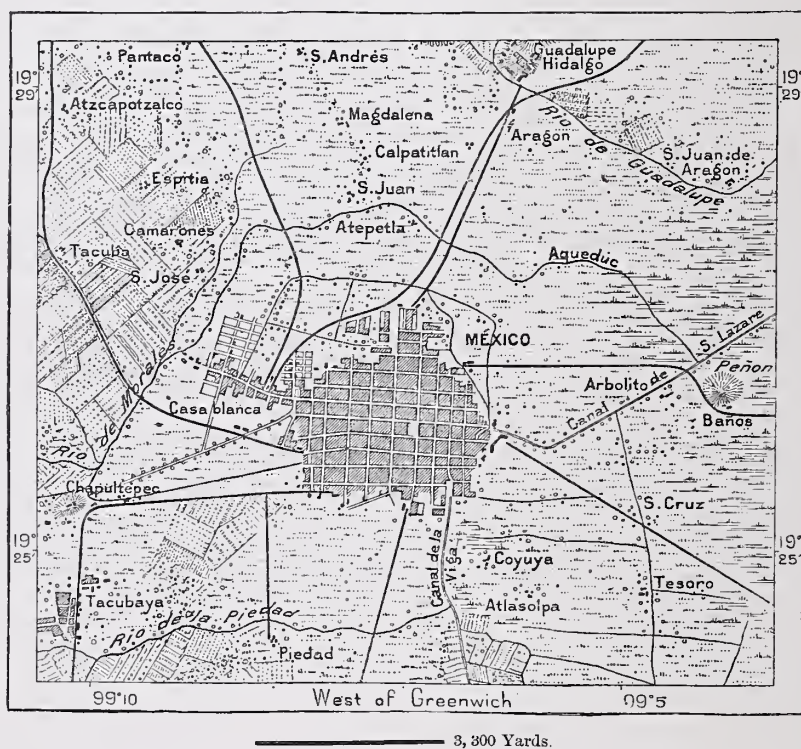 Pantaco
S. Andrés
Guadalupe
Hidalgo
19°
29'
19°
29'
Atzcapotzalco
Magdalena
Aragon
Rio de Guadalupe
Calpatitlan
S. Juan de
Aragon
Espitia
S. Juan
Camarones
Atepetla
Tacuba
Aqueduc
S. José
MÉXICO
Canal de S. Lazare
Peñon
Arbolito
Rio de Morales
Casa blanca
Baños
Chapultepec
S. Cruz
19°
25'
19°
25'
Canal de la
Viga
Coyuya
Tesoro
Tacubaya
Atlasolpa
Rio de la Piedad
Piedad
99°10
West of Greenwich
99°5
3,300 Yards.